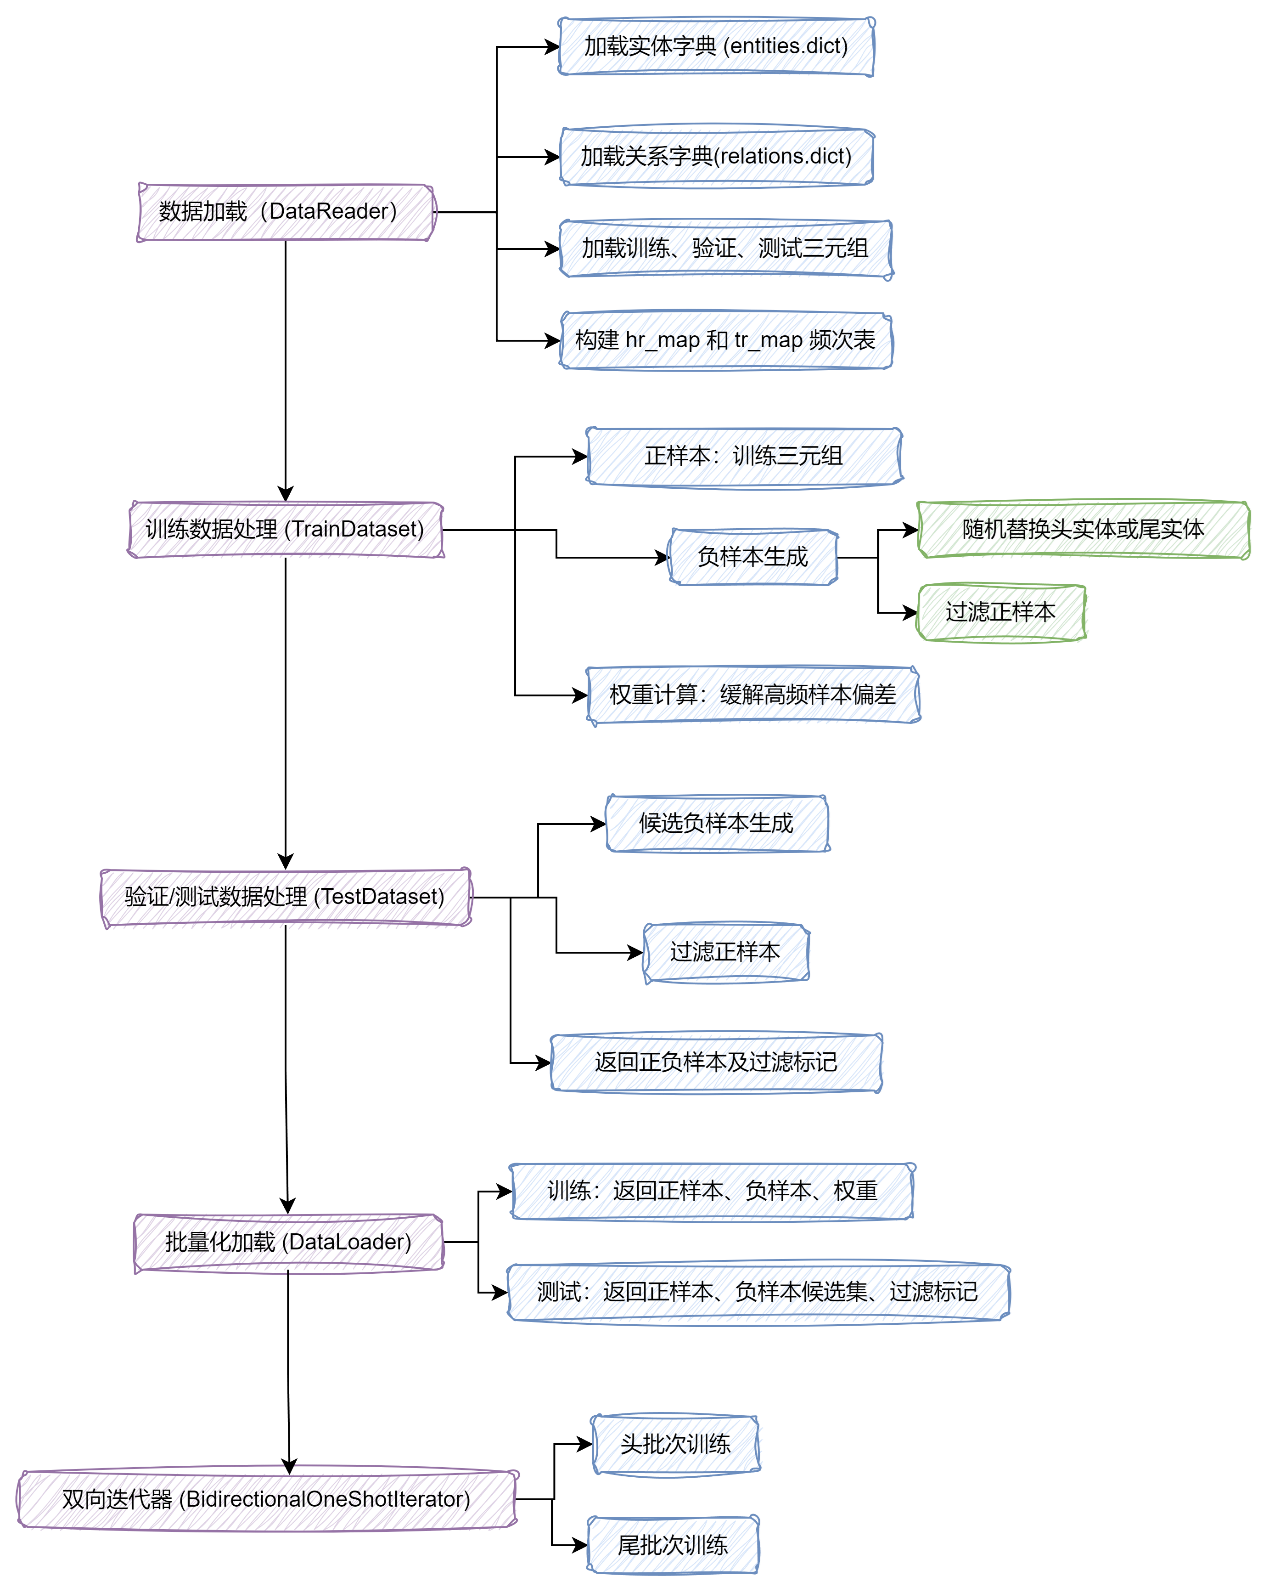 加载实体字典 (entities.dict)
加载关系字典(relations.dict)
数据加载（DataReader）
加载训练、验证、测试三元组
构建 hr_map 和 tr_map 频次表
正样本：训练三元组
训练数据处理 (TrainDataset)
负样本生成
随机替换头实体或尾实体
过滤正样本
权重计算：缓解高频样本偏差
候选负样本生成
验证/测试数据处理 (TestDataset)
过滤正样本
返回正负样本及过滤标记
训练：返回正样本、负样本、权重
批量化加载 (DataLoader)
测试：返回正样本、负样本候选集、过滤标记
头批次训练
双向迭代器 (BidirectionalOneShotIterator)
尾批次训练